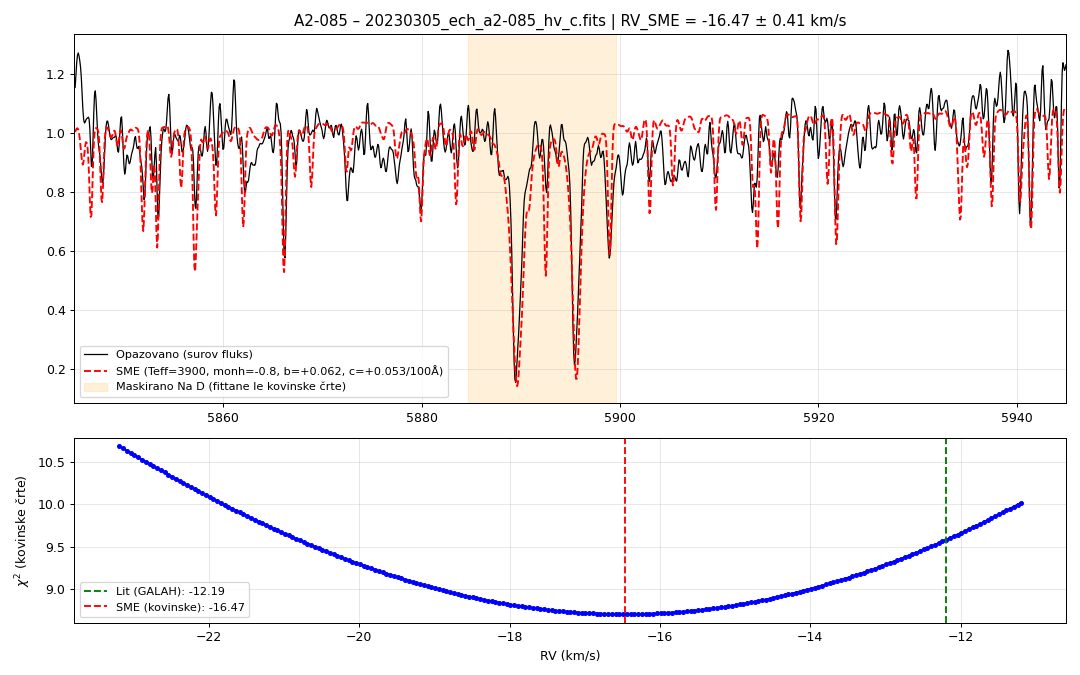 A2-085 – 20230305_ech_a2-085_hv_c.fits | RV_SME = -16.47 ± 0.41 km/s
1.2
1.0
0.8
0.6
0.4
0.2
Opazovano (surov fluks)
SME (Teff=3900, monh=-0.8, b=+0.062, c=+0.053/100Å)
Maskirano Na D (fittane le kovinske črte)
5860 5880 5900 5920 5940
χ² (kovinske črte)
10.5
10.0
9.5
9.0
Lit (GALAH): -12.19
SME (kovinske): -16.47
−22 −20 −18 −16 −14 −12
RV (km/s)